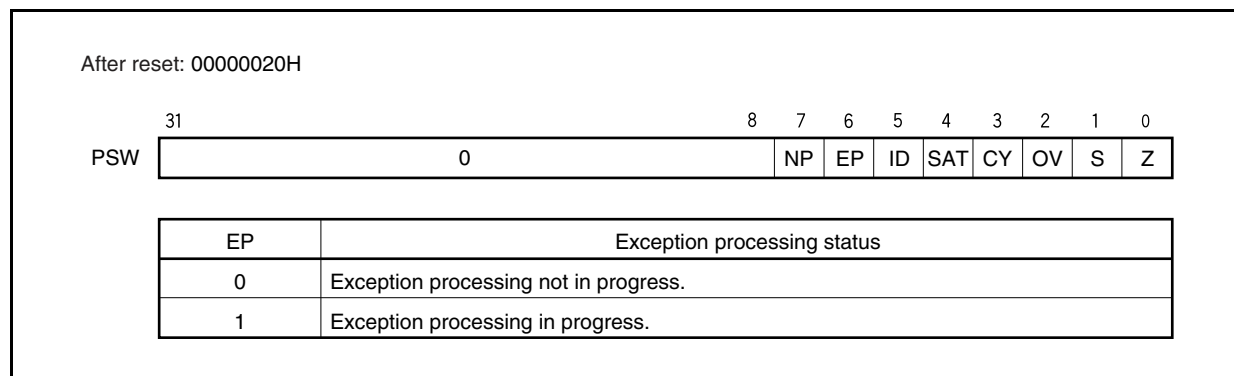 After reset: 00000020H
31 8 7 6 5 4 3 2 1 0
PSW 0 NP EP ID SAT CY OV S Z
EP Exception processing status
0 Exception processing not in progress.
1 Exception processing in progress.